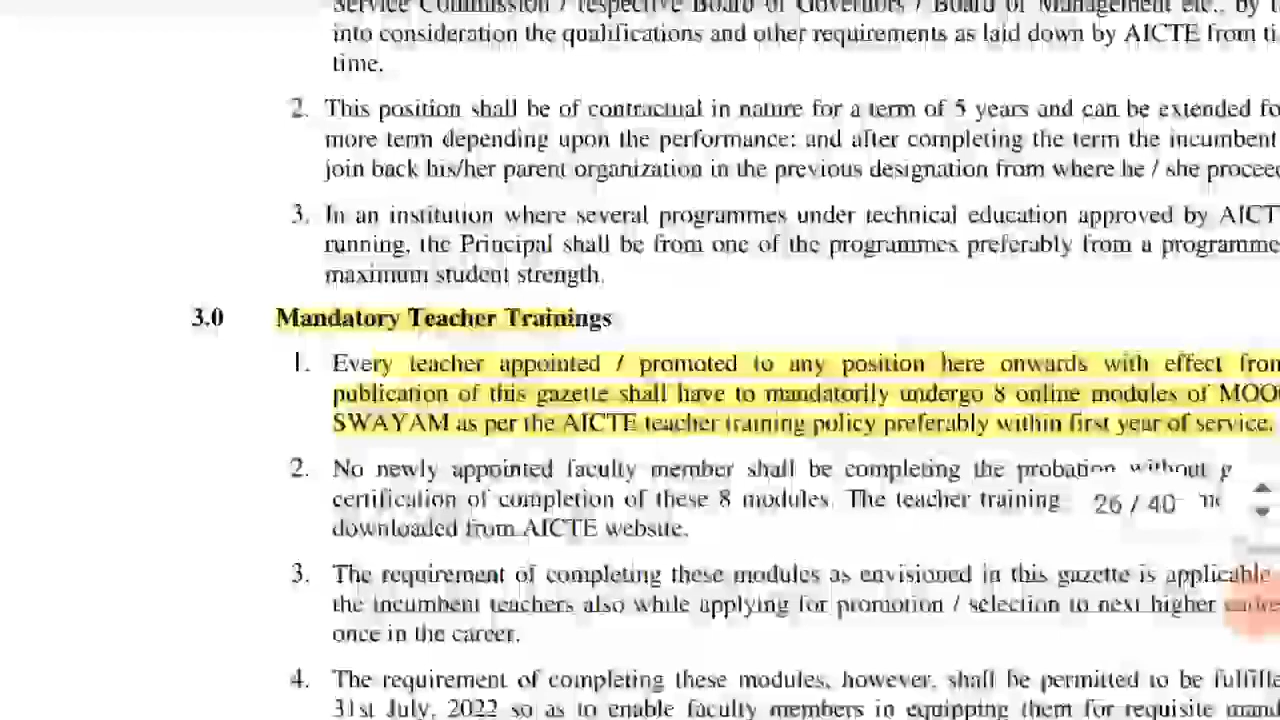 Service Commission / respective Board of Governors / Board of Management etc., by t
into consideration the qualifications and other requirements as laid down by AICTE from ti
time.
2. This position shall be of contractual in nature for a term of 5 years and can be extended fo
more term depending upon the performance; and after completing the term the incumbent
join back his/her parent organization in the previous designation from where he / she proceed
3. In an institution where several programmes under technical education approved by AICT
running, the Principal shall be from one of the programmes preferably from a programme
maximum student strength.
3.0 Mandatory Teacher Trainings
1. Every teacher appointed / promoted to any position here onwards with effect from
publication of this gazette shall have to mandatorily undergo 8 online modules of MOO
SWAYAM as per the AICTE teacher training policy preferably within first year of service.
2. No newly appointed faculty member shall be completing the probation without
certification of completion of these 8 modules. The teacher training 26 / 40
downloaded from AICTE website.
3. The requirement of completing these modules as envisioned in this gazette is applicable
the incumbent teachers also while applying for promotion / selection to next higher
once in the career.
4. The requirement of completing these modules, however, shall be permitted to be fulfille
31st July, 2022 so as to enable faculty members in equipping them for requisite mand